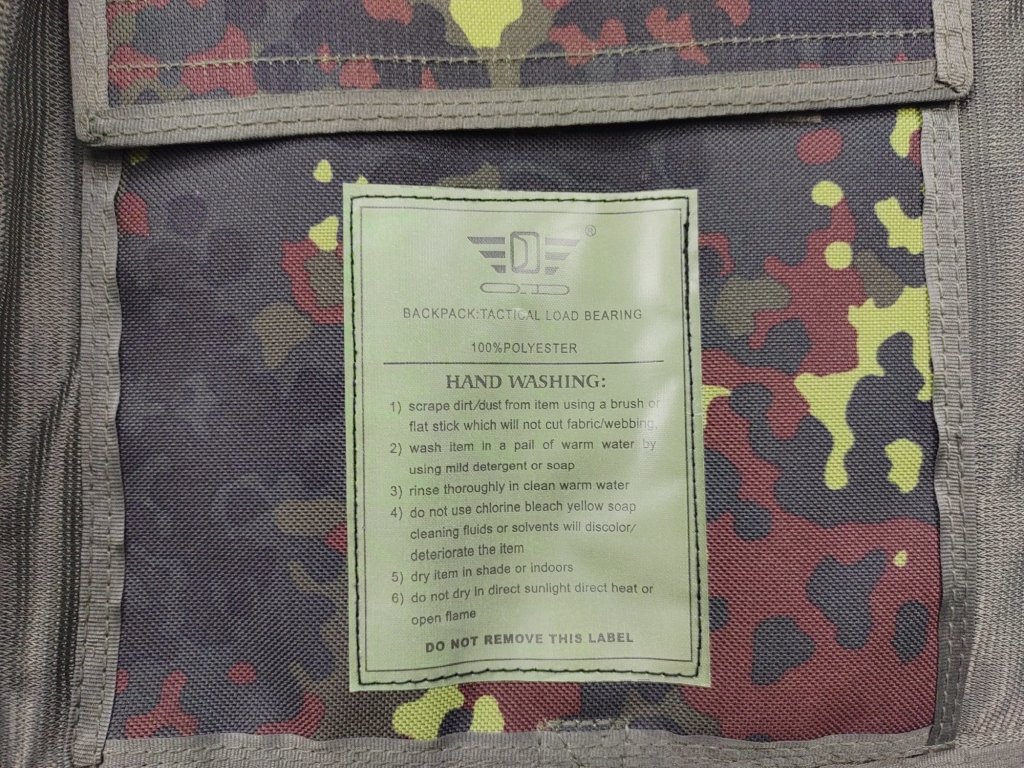 ®
BACKPACK:TACTICAL LOAD BEARING
100%POLYESTER
HAND WASHING:
1) scrape dirt/dust from item using a brush or
flat stick which will not cut fabric/webbing,
2) wash item in a pail of warm water by
using mild detergent or soap
3) rinse thoroughly in clean warm water
4) do not use chlorine bleach yellow soap
cleaning fluids or solvents will discolor/
deteriorate the item
5) dry item in shade or indoors
6) do not dry in direct sunlight direct heat or
open flame
DO NOT REMOVE THIS LABEL